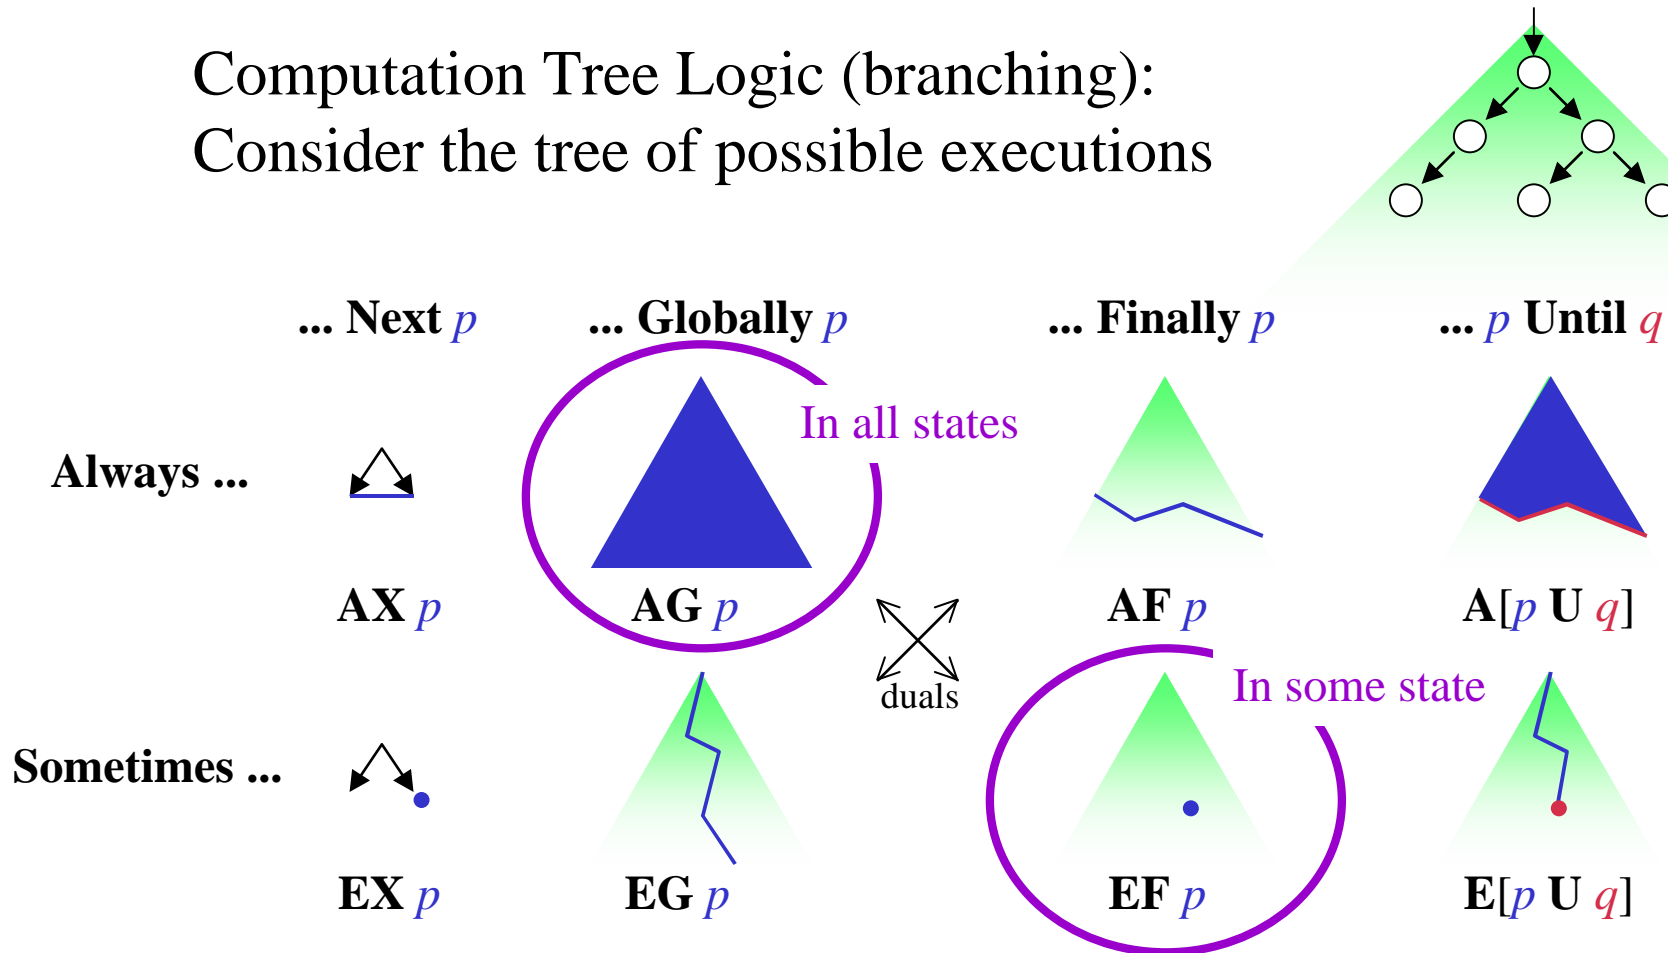 Computation Tree Logic (branching):
Consider the tree of possible executions
... Next p ... Globally p ... Finally p ... p Until q
In all states
Always ...
AX p AG p AF p A[p U q]
duals
In some state
Sometimes ...
EX p EG p EF p E[p U q]